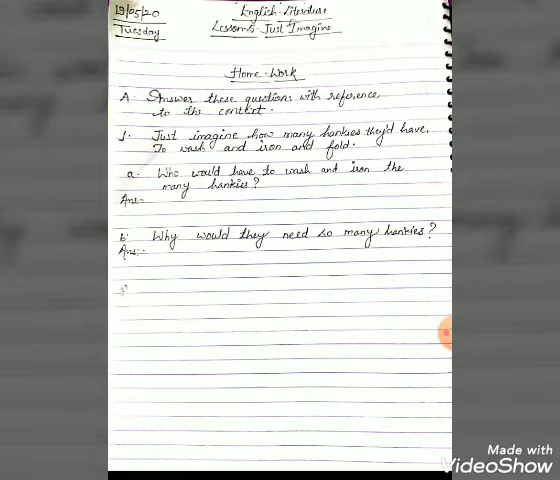 19/05/20
English-Literature
Tuesday
Lesson-5 Just Imagine
Home-Work
A. Answer these questions with reference
to the context.
1. Just imagine how many hankies they'd have.
To wash and iron and fold.
a. Who would have to wash and iron the
many hankies?
Ans:-
b. Why would they need so many hankies?
Ans:-
Made with
VideoShow